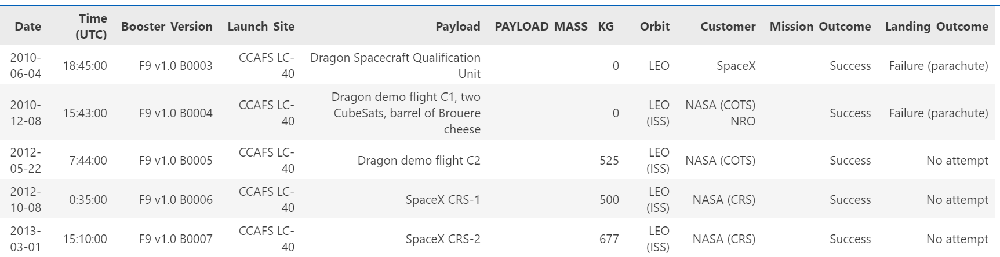 Date Time (UTC) Booster_Version Launch_Site Payload PAYLOAD_MASS__KG_ Orbit Customer Mission_Outcome Landing_Outcome
2010-06-04 18:45:00 F9 v1.0 B0003 CCAFS LC-40 Dragon Spacecraft Qualification Unit 0 LEO SpaceX Success Failure (parachute)
2010-12-08 15:43:00 F9 v1.0 B0004 CCAFS LC-40 Dragon demo flight C1, two CubeSats, barrel of Brouere cheese 0 LEO (ISS) NASA (COTS) NRO Success Failure (parachute)
2012-05-22 7:44:00 F9 v1.0 B0005 CCAFS LC-40 Dragon demo flight C2 525 LEO (ISS) NASA (COTS) Success No attempt
2012-10-08 0:35:00 F9 v1.0 B0006 CCAFS LC-40 SpaceX CRS-1 500 LEO (ISS) NASA (CRS) Success No attempt
2013-03-01 15:10:00 F9 v1.0 B0007 CCAFS LC-40 SpaceX CRS-2 677 LEO (ISS) NASA (CRS) Success No attempt